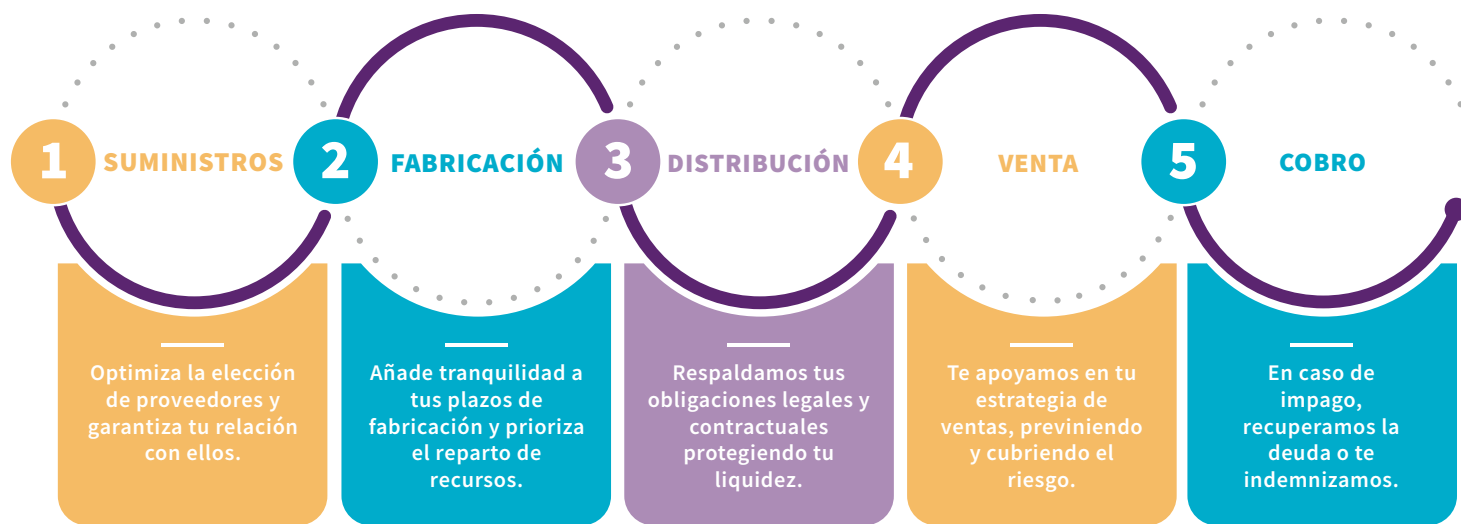 1 SUMINISTROS
2 FABRICACIÓN
3 DISTRIBUCIÓN
4 VENTA
5 COBRO
Optimiza la elección
de proveedores y
garantiza tu relación
con ellos.
Añade tranquilidad a
tus plazos de
fabricación y prioriza
el reparto de
recursos.
Respaldamos tus
obligaciones legales y
contractuales
protegiendo tu
liquidez.
Te apoyamos en tu
estrategia de
ventas, previniendo
y cubriendo el
riesgo.
En caso de
impago,
recuperamos la
deuda o te
indemnizamos.